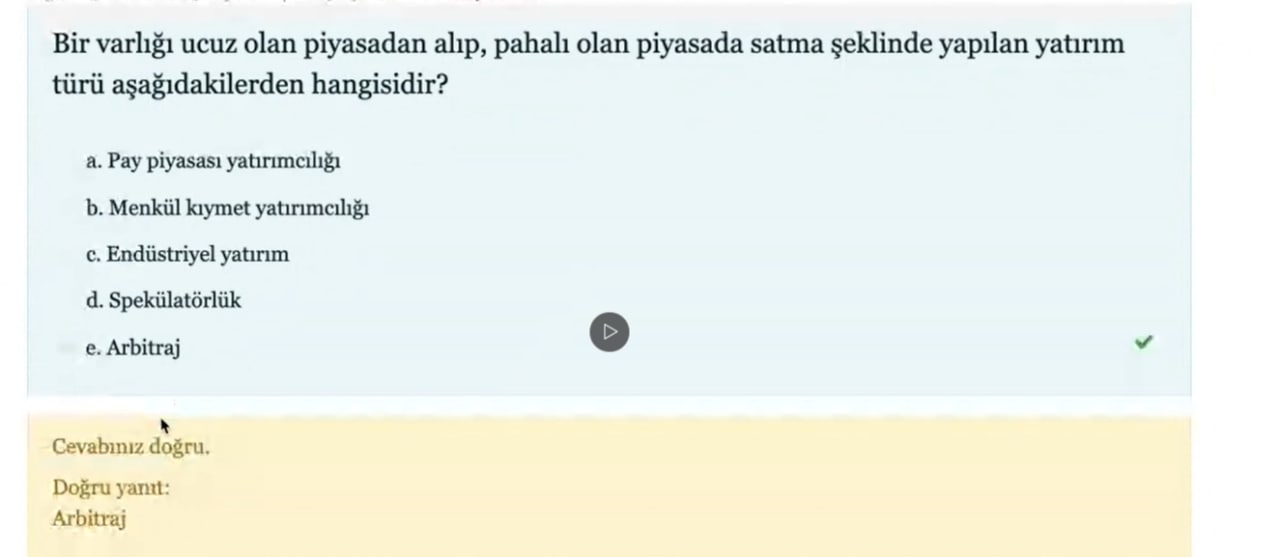 Bir varlığı ucuz olan piyasadan alıp, pahalı olan piyasada satma şeklinde yapılan yatırım
türü aşağıdakilerden hangisidir?
a. Pay piyasası yatırımcılığı
b. Menkül kıymet yatırımcılığı
c. Endüstriyel yatırım
d. Spekülatörlük
e. Arbitraj
Cevabınız doğru.
Doğru yanıt:
Arbitraj